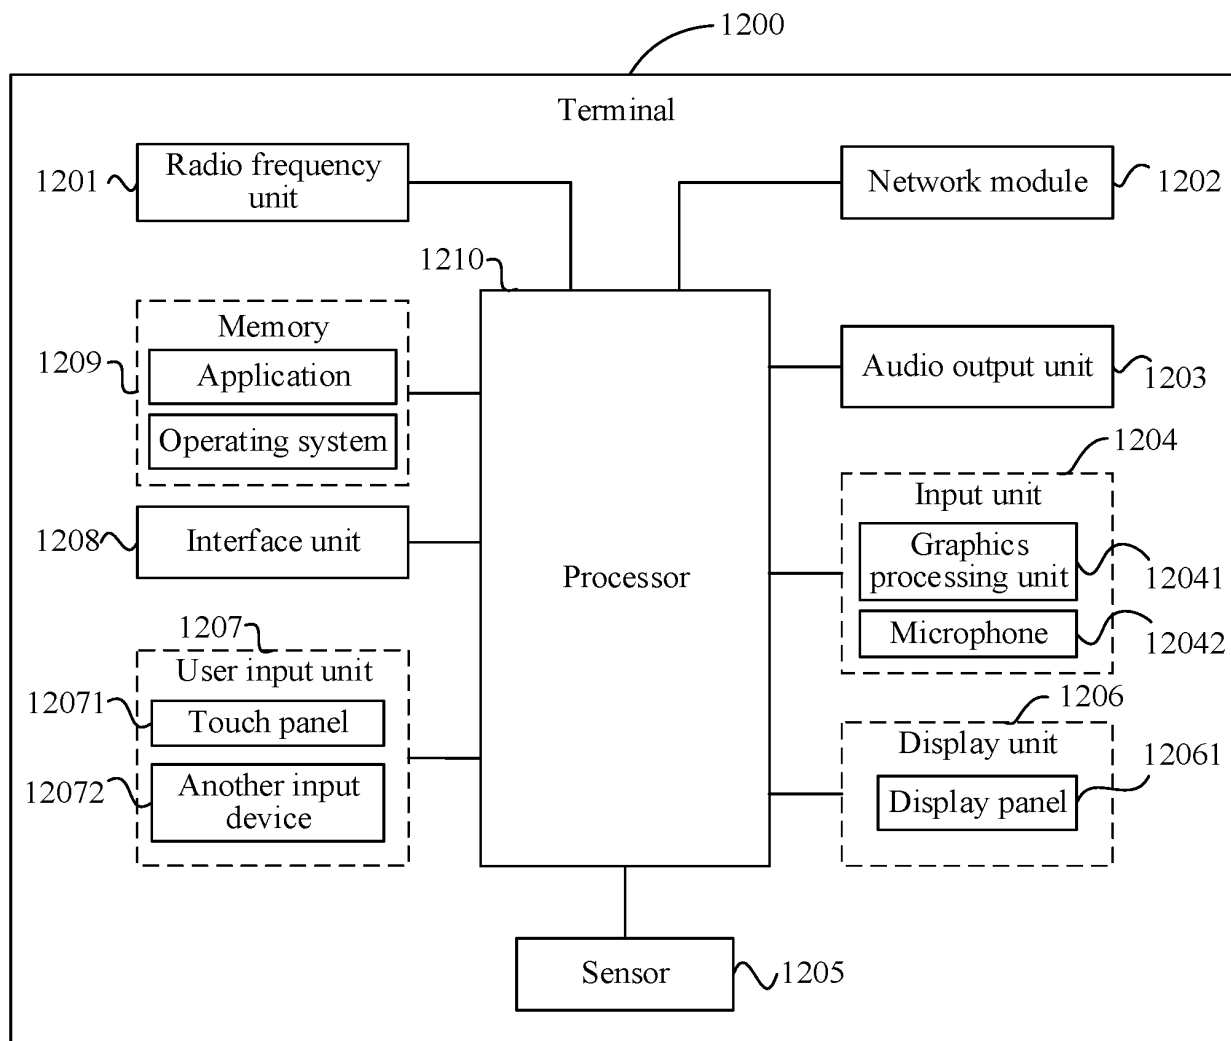 1200
Terminal
1201
Radio frequency
unit
Network module
1202
1210
Memory
1209
Application
Operating system
Audio output unit
1203
1204
Input unit
Graphics
processing unit
12041
Microphone
12042
1208
Interface unit
Processor
1207
User input unit
12071
Touch panel
12072
Another input
device
1206
Display unit
12061
Display panel
Sensor
1205